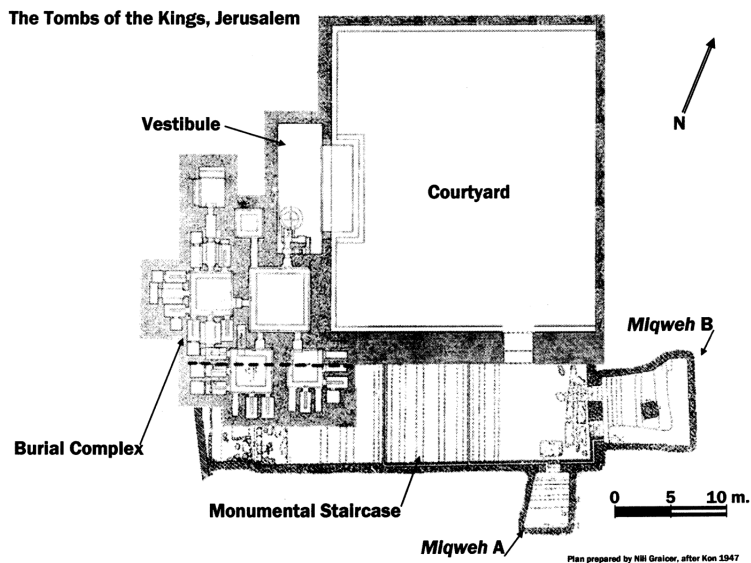 The Tombs of the Kings, Jerusalem
Vestibule
N
Courtyard
Miqweh B
Burial Complex
Monumental Staircase
0 5 10 m.
Miqweh A
Plan prepared by Nili Graicer, after Kon 1947